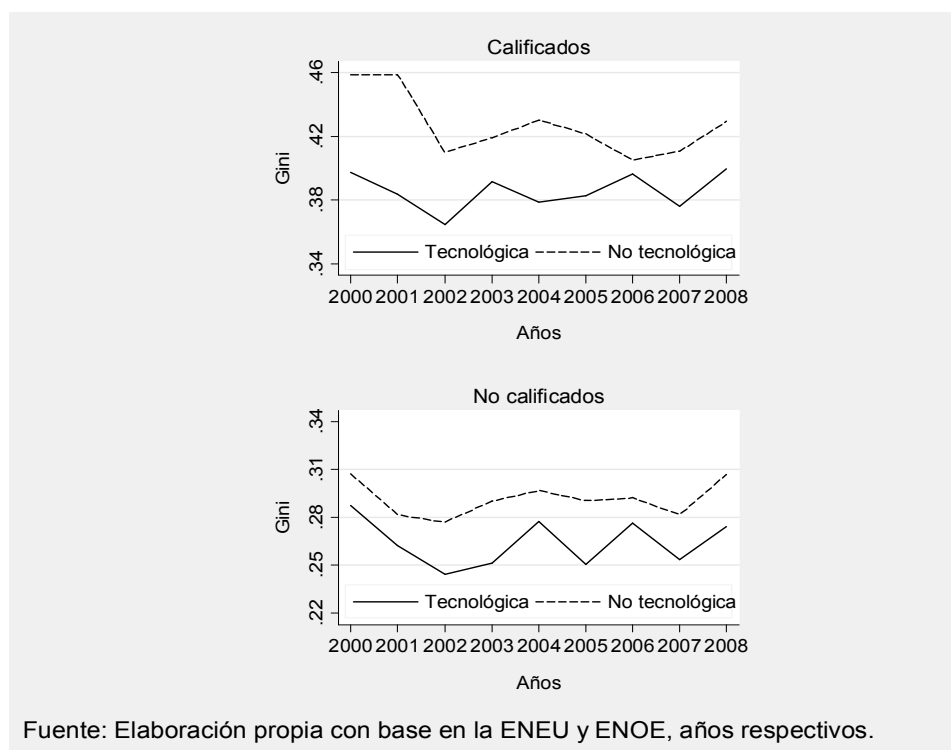 Calificados
Gini
.46
.42
.38
.34
Tecnológica No tecnológica
2000 2001 2002 2003 2004 2005 2006 2007 2008
Años
No calificados
Gini
.34
.31
.28
.25
.22
Tecnológica No tecnológica
2000 2001 2002 2003 2004 2005 2006 2007 2008
Años
Fuente: Elaboración propia con base en la ENEU y ENOE, años respectivos.